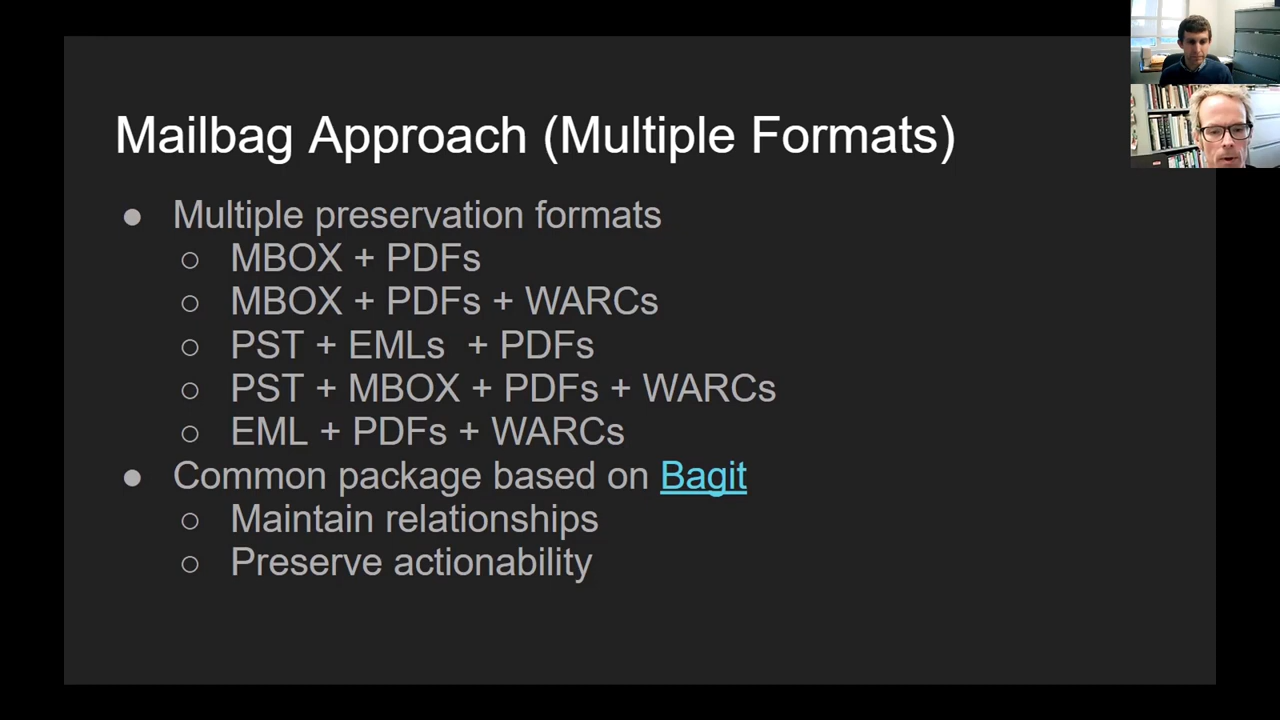 Mailbag Approach (Multiple Formats)
● Multiple preservation formats
○ MBOX + PDFs
○ MBOX + PDFs + WARCs
○ PST + EMLs + PDFs
○ PST + MBOX + PDFs + WARCs
○ EML + PDFs + WARCs
● Common package based on Bagit
○ Maintain relationships
○ Preserve actionability